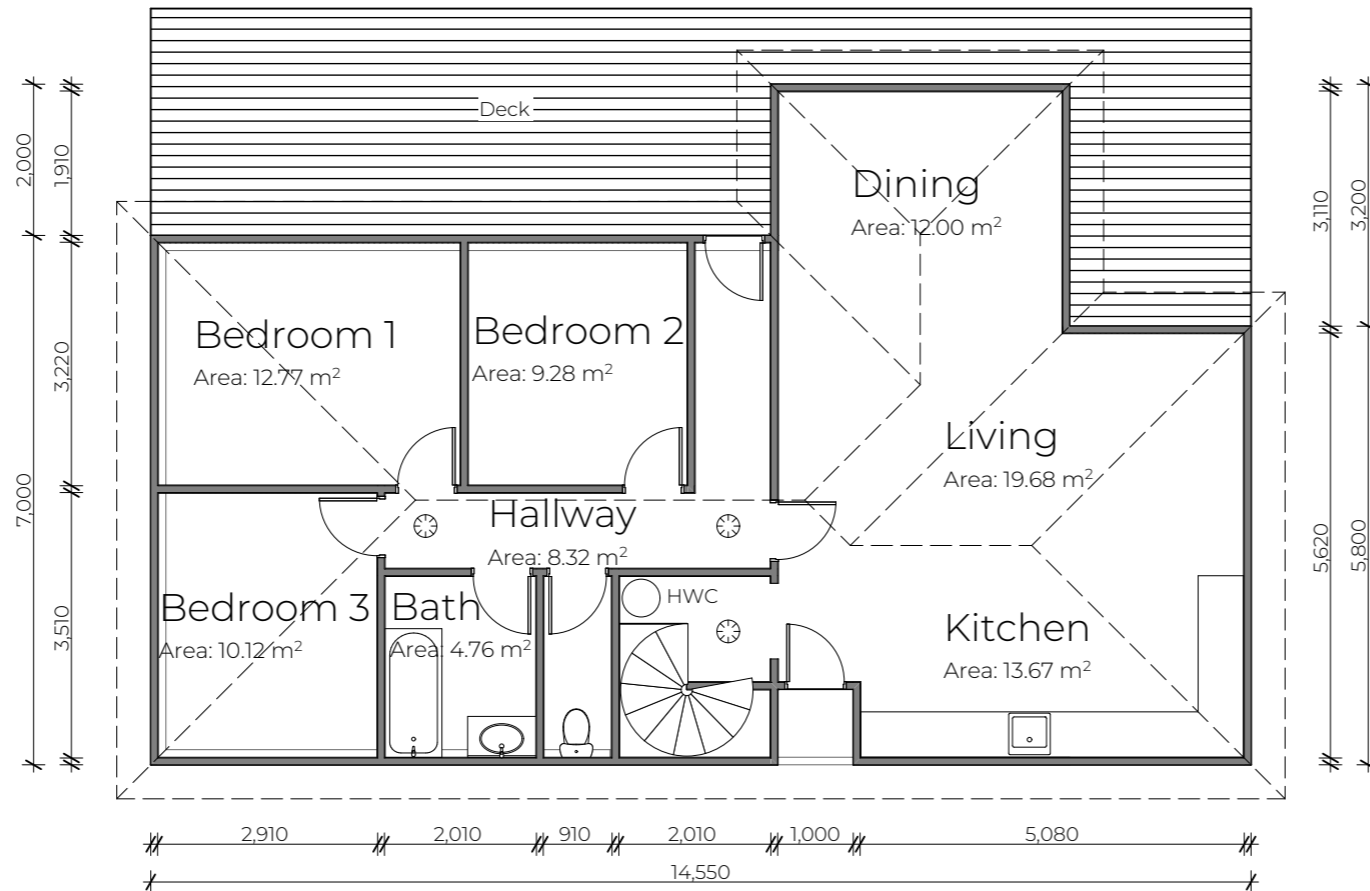 Deck
Dining
Area: 12.00 m²
Bedroom 1
Area: 12.77 m²
Bedroom 2
Area: 9.28 m²
Living
Area: 19.68 m²
Hallway
Area: 8.32 m²
Bedroom 3
Area: 10.12 m²
Bath
Area: 4.76 m²
HWC
Kitchen
Area: 13.67 m²
2,000
7,000
1,910
3,220
3,510
3,110
5,620
3,200
5,800
2,910
2,010
910
2,010
1,000
5,080
14,550